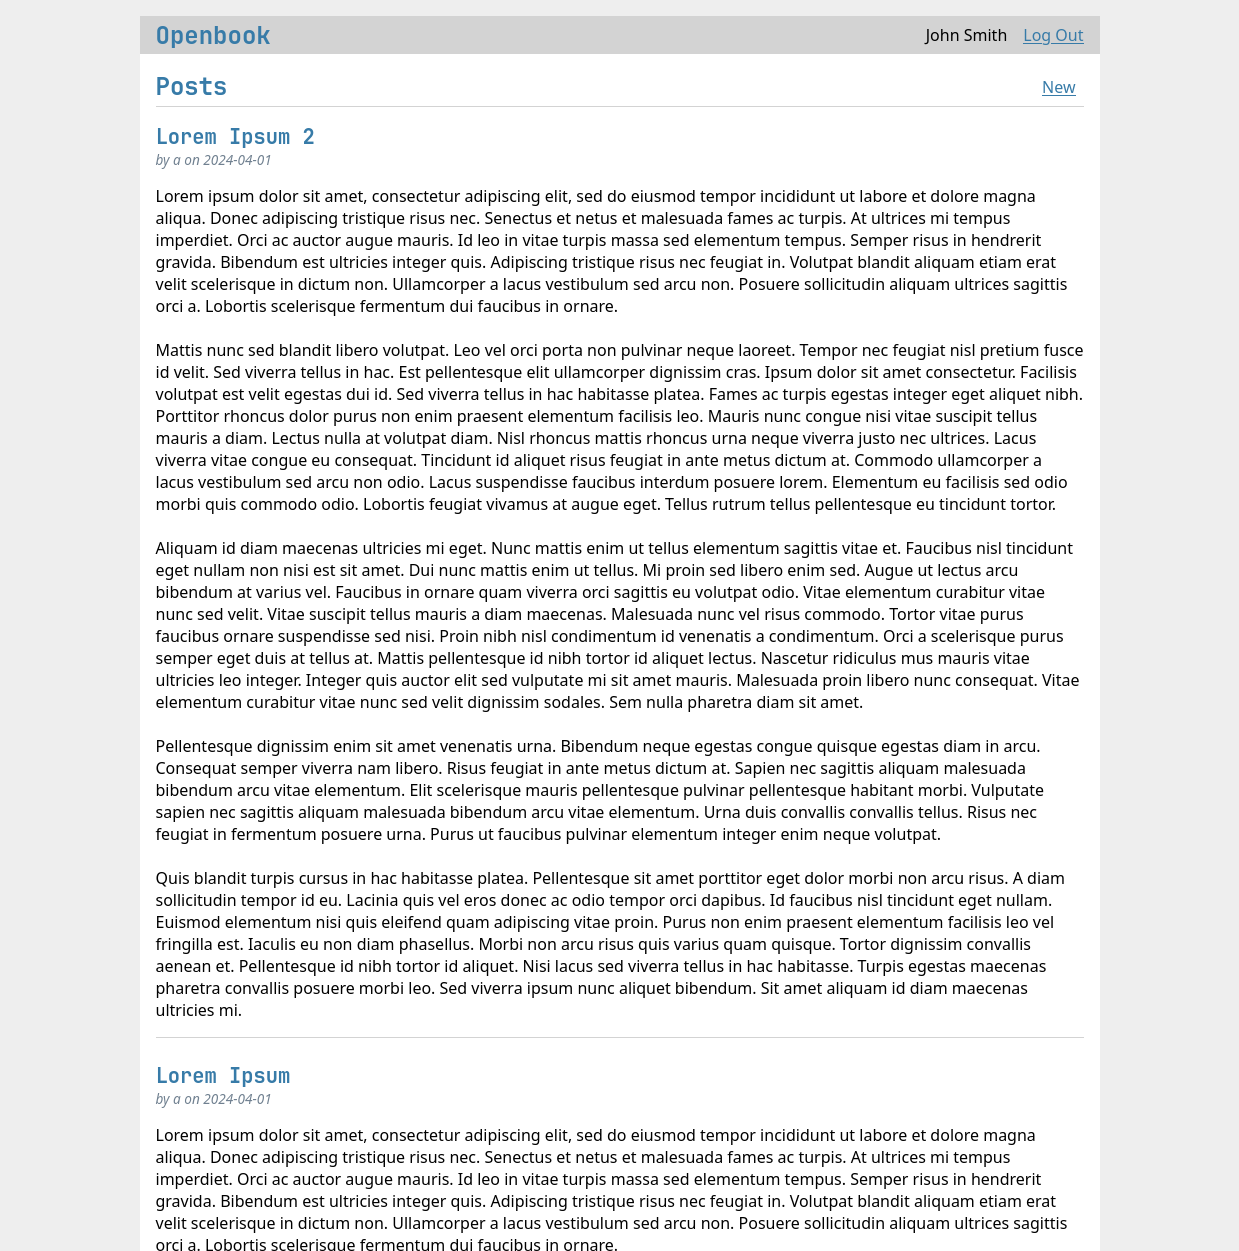 Openbook
John Smith Log Out
Posts
New
Lorem Ipsum 2
by a on 2024-04-01
Lorem ipsum dolor sit amet, consectetur adipiscing elit, sed do eiusmod tempor incididunt ut labore et dolore magna
aliqua. Donec adipiscing tristique risus nec. Senectus et netus et malesuada fames ac turpis. At ultrices mi tempus
imperdiet. Orci ac auctor augue mauris. Id leo in vitae turpis massa sed elementum tempus. Semper risus in hendrerit
gravida. Bibendum est ultricies integer quis. Adipiscing tristique risus nec feugiat in. Volutpat blandit aliquam etiam erat
velit scelerisque in dictum non. Ullamcorper a lacus vestibulum sed arcu non. Posuere sollicitudin aliquam ultrices sagittis
orci a. Lobortis scelerisque fermentum dui faucibus in ornare.
Mattis nunc sed blandit libero volutpat. Leo vel orci porta non pulvinar neque laoreet. Tempor nec feugiat nisl pretium fusce
id velit. Sed viverra tellus in hac. Est pellentesque elit ullamcorper dignissim cras. Ipsum dolor sit amet consectetur. Facilisis
volutpat est velit egestas dui id. Sed viverra tellus in hac habitasse platea. Fames ac turpis egestas integer eget aliquet nibh.
Porttitor rhoncus dolor purus non enim praesent elementum facilisis leo. Mauris nunc congue nisi vitae suscipit tellus
mauris a diam. Lectus nulla at volutpat diam. Nisl rhoncus mattis rhoncus urna neque viverra justo nec ultrices. Lacus
viverra vitae congue eu consequat. Tincidunt id aliquet risus feugiat in ante metus dictum at. Commodo ullamcorper a
lacus vestibulum sed arcu non odio. Lacus suspendisse faucibus interdum posuere lorem. Elementum eu facilisis sed odio
morbi quis commodo odio. Lobortis feugiat vivamus at augue eget. Tellus rutrum tellus pellentesque eu tincidunt tortor.
Aliquam id diam maecenas ultricies mi eget. Nunc mattis enim ut tellus elementum sagittis vitae et. Faucibus nisl tincidunt
eget nullam non nisi est sit amet. Dui nunc mattis enim ut tellus. Mi proin sed libero enim sed. Augue ut lectus arcu
bibendum at varius vel. Faucibus in ornare quam viverra orci sagittis eu volutpat odio. Vitae elementum curabitur vitae
nunc sed velit. Vitae suscipit tellus mauris a diam maecenas. Malesuada nunc vel risus commodo. Tortor vitae purus
faucibus ornare suspendisse sed nisi. Proin nibh nisl condimentum id venenatis a condimentum. Orci a scelerisque purus
semper eget duis at tellus at. Mattis pellentesque id nibh tortor id aliquet lectus. Nascetur ridiculus mus mauris vitae
ultricies leo integer. Integer quis auctor elit sed vulputate mi sit amet mauris. Malesuada proin libero nunc consequat. Vitae
elementum curabitur vitae nunc sed velit dignissim sodales. Sem nulla pharetra diam sit amet.
Pellentesque dignissim enim sit amet venenatis urna. Bibendum neque egestas congue quisque egestas diam in arcu.
Consequat semper viverra nam libero. Risus feugiat in ante metus dictum at. Sapien nec sagittis aliquam malesuada
bibendum arcu vitae elementum. Elit scelerisque mauris pellentesque pulvinar pellentesque habitant morbi. Vulputate
sapien nec sagittis aliquam malesuada bibendum arcu vitae elementum. Urna duis convallis convallis tellus. Risus nec
feugiat in fermentum posuere urna. Purus ut faucibus pulvinar elementum integer enim neque volutpat.
Quis blandit turpis cursus in hac habitasse platea. Pellentesque sit amet porttitor eget dolor morbi non arcu risus. A diam
sollicitudin tempor id eu. Lacinia quis vel eros donec ac odio tempor orci dapibus. Id faucibus nisl tincidunt eget nullam.
Euismod elementum nisi quis eleifend quam adipiscing vitae proin. Purus non enim praesent elementum facilisis leo vel
fringilla est. Iaculis eu non diam phasellus. Morbi non arcu risus quis varius quam quisque. Tortor dignissim convallis
aenean et. Pellentesque id nibh tortor id aliquet. Nisi lacus sed viverra tellus in hac habitasse. Turpis egestas maecenas
pharetra convallis posuere morbi leo. Sed viverra ipsum nunc aliquet bibendum. Sit amet aliquam id diam maecenas
ultricies mi.
Lorem Ipsum
by a on 2024-04-01
Lorem ipsum dolor sit amet, consectetur adipiscing elit, sed do eiusmod tempor incididunt ut labore et dolore magna
aliqua. Donec adipiscing tristique risus nec. Senectus et netus et malesuada fames ac turpis. At ultrices mi tempus
imperdiet. Orci ac auctor augue mauris. Id leo in vitae turpis massa sed elementum tempus. Semper risus in hendrerit
gravida. Bibendum est ultricies integer quis. Adipiscing tristique risus nec feugiat in. Volutpat blandit aliquam etiam erat
velit scelerisque in dictum non. Ullamcorper a lacus vestibulum sed arcu non. Posuere sollicitudin aliquam ultrices sagittis
orci a. Lobortis scelerisque fermentum dui faucibus in ornare.